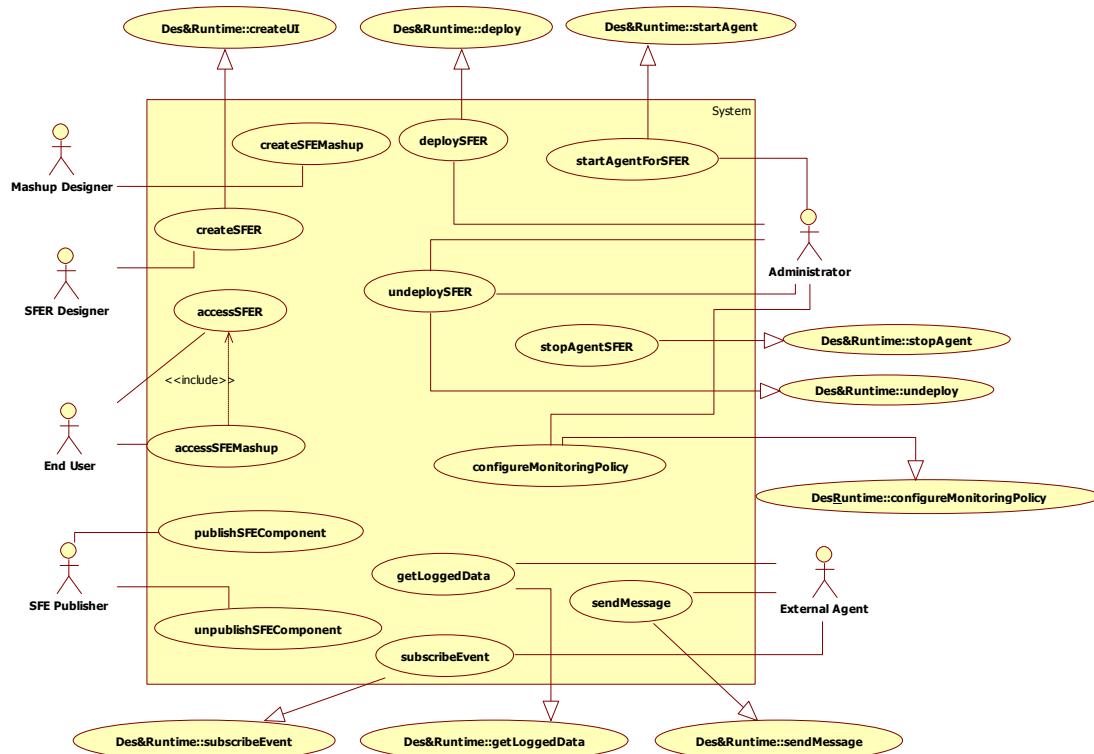 Des&Runtime::createUI
Des&Runtime::deploy
Des&Runtime::startAgent
System
createSFEMashup
deploySFER
startAgentForSFER
Mashup Designer
createSFER
Administrator
SFER Designer
undeploySFER
accessSFER
stopAgentSFER
Des&Runtime::stopAgent
<<include>>
Des&Runtime::undeploy
accessSFEMashup
End User
configureMonitoringPolicy
DesRuntime::configureMonitoringPolicy
publishSFEComponent
getLoggedData
sendMessage
SFE Publisher
External Agent
unpublishSFEComponent
subscribeEvent
Des&Runtime::subscribeEvent
Des&Runtime::getLoggedData
Des&Runtime::sendMessage